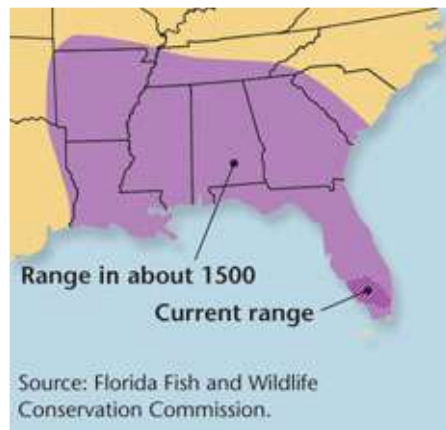 Range in about 1500
Current range
Source: Florida Fish and Wildlife
Conservation Commission.